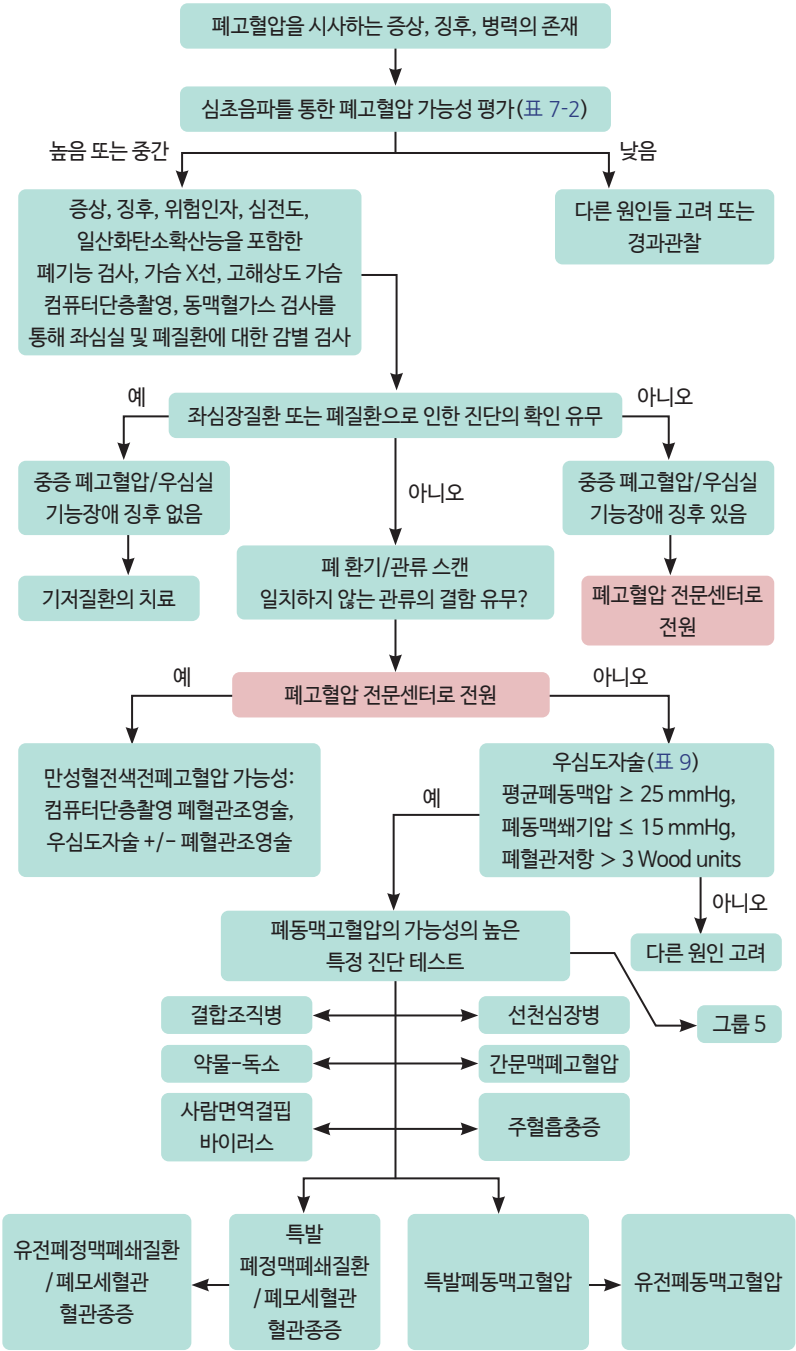 폐고혈압을 시사하는 증상, 징후, 병력의 존재
심초음파틀 통한 폐고혈압 가능성 평가(표 7-2)
높음 또는 중간
낮음
증상, 징후, 위험인자, 심전도,
일산화탄소확산능을 포함한
폐기능 검사, 가슴 X선, 고해상도 가슴
컴퓨터단층촬영, 동맥혈가스 검사를
통해 좌심실 및 폐질환에 대한 감별 검사
다른 원인들 고려 또는
경과관찰
예
좌심장질환 또는 폐질환으로 인한 진단의 확인 유무
아니오
중증 폐고혈압/우심실
기능장애 징후 없음
아니오
중증 폐고혈압/우심실
기능장애 징후 있음
기저질환의 치료
폐 환기/관류 스캔
일치하지 않는 관류의 결함 유무?
폐고혈압 전문센터로
전원
예
폐고혈압 전문센터로 전원
아니오
만성혈전색전폐고혈압 가능성:
컴퓨터단층촬영 폐혈관조영술,
우심도자술 +/- 폐혈관조영술
예
우심도자술(표 9)
평균폐동맥압 ≥ 25 mmHg,
폐동맥쐐기압 ≤ 15 mmHg,
폐혈관저항 > 3 Wood units
아니오
폐동맥고혈압의 가능성의 높은
특정 진단 테스트
다른 원인 고려
결합조직병
선천심장병
그룹 5
약물-독소
간문맥폐고혈압
사람면역결핍
바이러스
주혈흡충증
유전폐정맥폐쇄질환
/폐모세혈관
혈관종증
특발
폐정맥폐쇄질환
/폐모세혈관
혈관종증
특발폐동맥고혈압
유전폐동맥고혈압